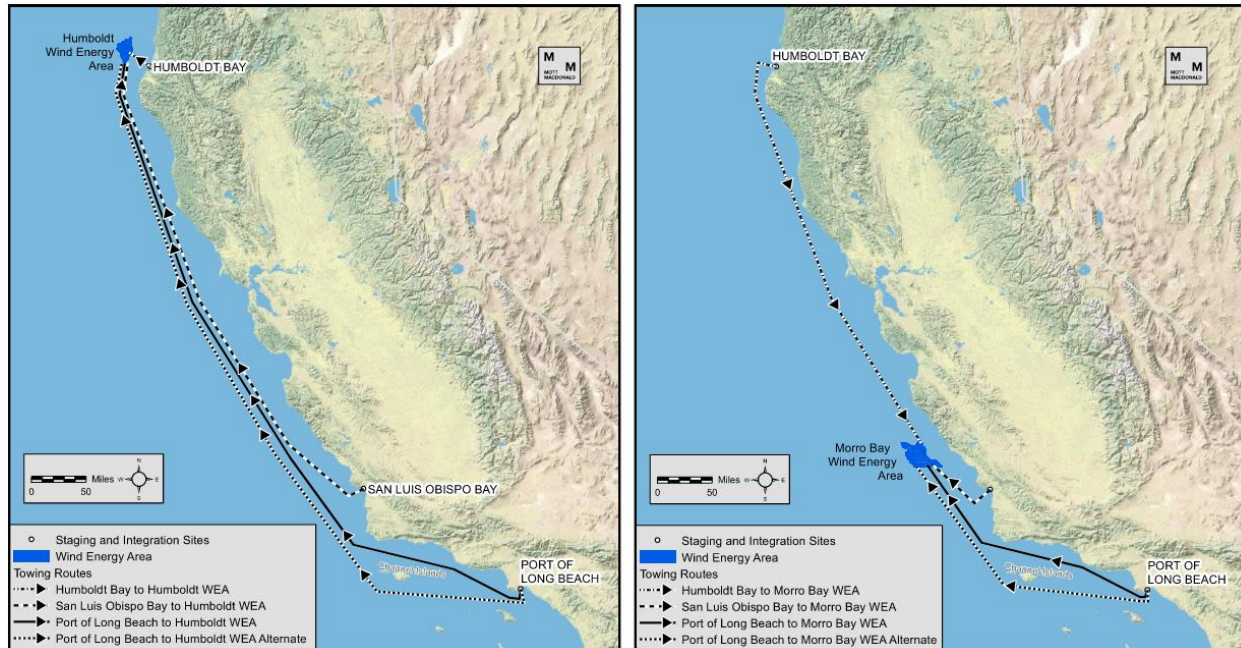 Humboldt
Wind Energy
Area
HUMBOLDT BAY
M
M
MOTT
MACDONALD
N
W
E
S
Miles
0
50
SAN LUIS OBISPO BAY
Channel Islands
PORT OF
LONG BEACH
Staging and Integration Sites
Wind Energy Area
Towing Routes
Humboldt Bay to Humboldt WEA
San Luis Obispo Bay to Humboldt WEA
Port of Long Beach to Humboldt WEA
Port of Long Beach to Humboldt WEA Alternate
HUMBOLDT BAY
M
M
MOTT
MACDONALD
Morro Bay
Wind Energy
Area
N
W
E
S
Miles
0
50
Channel Islands
PORT OF
LONG BEACH
Staging and Integration Sites
Wind Energy Area
Towing Routes
Humboldt Bay to Morro Bay WEA
San Luis Obispo Bay to Morro Bay WEA
Port of Long Beach to Morro Bay WEA
Port of Long Beach to Morro Bay WEA Alternate